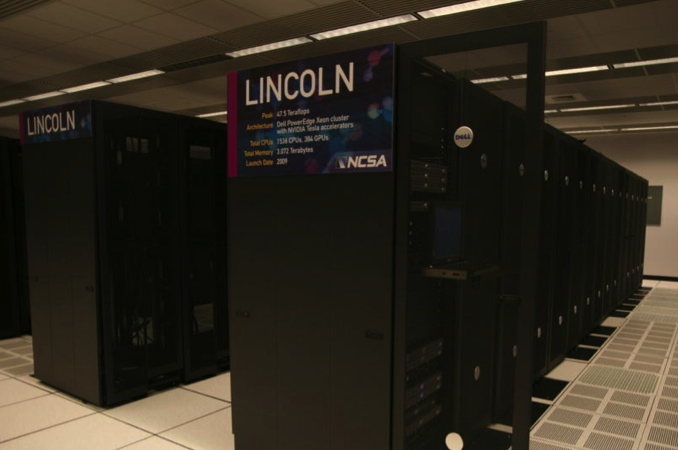 LINCOLN
LINCOLN
Peak 47.5 Teraflops
Architecture Dell PowerEdge Xeon cluster
with NVIDIA Tesla accelerators
Total CPUs 1536 CPUs, 384 GPUs
Total Memory 3.072 Terabytes
Launch Date 2009
NCSA
DELL